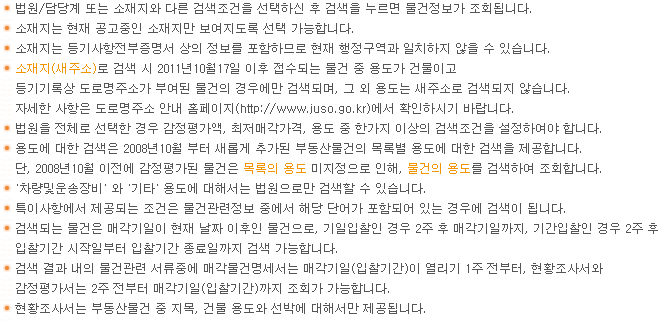 법원/담당계 또는 소재지와 다른 검색조건을 선택하신 후 검색을 누르면 물건정보가 조회됩니다.
소재지는 현재 공고중인 소재지만 보여지도록 선택 가능합니다.
소재지는 등기사항전부증명서 상의 정보를 포함하므로 현재 행정구역과 일치하지 않을 수 있습니다.
소재지(새주소)로 검색 시 2011년10월17일 이후 접수되는 물건 중 용도가 건물이고
등기기록상 도로명주소가 부여된 물건의 경우에만 검색되며, 그 외 용도는 새주소로 검색되지 않습니다.
자세한 사항은 도로명주소 안내 홈페이지(http://www.juso.go.kr)에서 확인하시기 바랍니다.
법원을 전체로 선택한 경우 감정평가액, 최저매각가격, 용도 중 한가지 이상의 검색조건을 설정하여야 합니다.
용도에 대한 검색은 2008년10월 부터 새롭게 추가된 부동산물건의 목록별 용도에 대한 검색을 제공합니다.
단, 2008년10월 이전에 감정평가된 물건은 목록의 용도 미지정으로 인해, 물건의 용도를 검색하여 조회합니다.
'차량및운송장비' 와 '기타' 용도에 대해서는 법원으로만 검색할 수 있습니다.
특이사항에서 제공되는 조건은 물건관련정보 중에서 해당 단어가 포함되어 있는 경우에 검색이 됩니다.
검색되는 물건은 매각기일이 현재 날짜 이후인 물건으로, 기일입찰인 경우 2주 후 매각기일까지, 기간입찰인 경우 2주 후
입찰기간 시작일부터 입찰기간 종료일까지 검색 가능합니다.
검색 결과 내의 물건관련 서류중에 매각물건명세서는 매각기일(입찰기간)이 열리기 1주 전부터, 현황조사서와
감정평가서는 2주 전부터 매각기일(입찰기간)까지 조회가 가능합니다.
현황조사서는 부동산물건 중 지목, 건물 용도와 선박에 대해서만 제공됩니다.